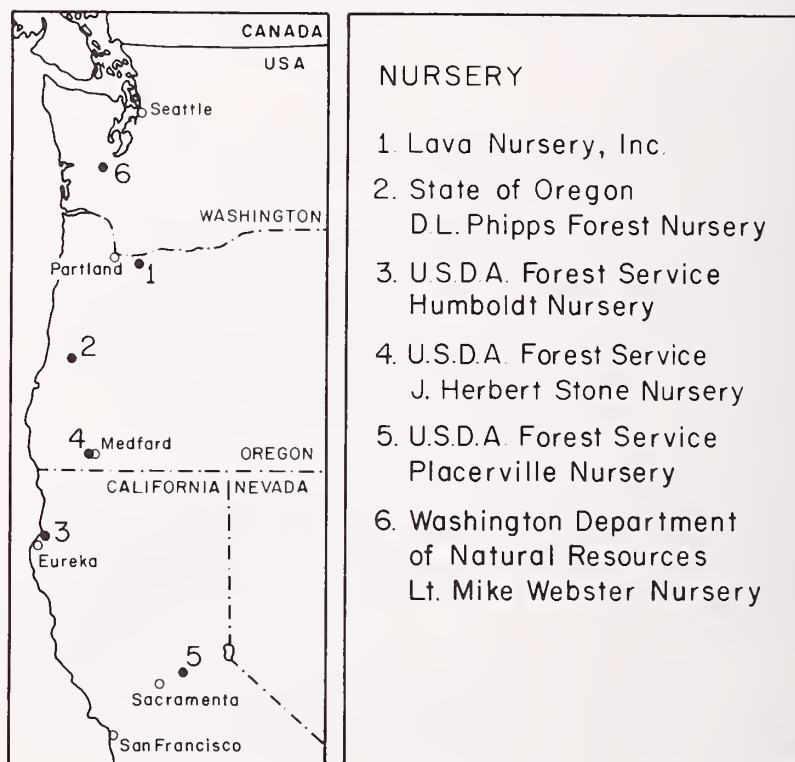 CANADA
USA
Seattle
6
WASHINGTON
Partland
1
2
4
Medfard
OREGON
CALIFORNIA
NEVADA
3
Eureka
5
Sacramenta
San Francisco
NURSERY
1. Lava Nursery, Inc.
2. State of Oregon
D.L. Phipps Forest Nursery
3. U.S.D.A. Forest Service
Humboldt Nursery
4. U.S.D.A. Forest Service
J. Herbert Stone Nursery
5. U.S.D.A. Forest Service
Placerville Nursery
6. Washington Department
of Natural Resources
Lt. Mike Webster Nursery